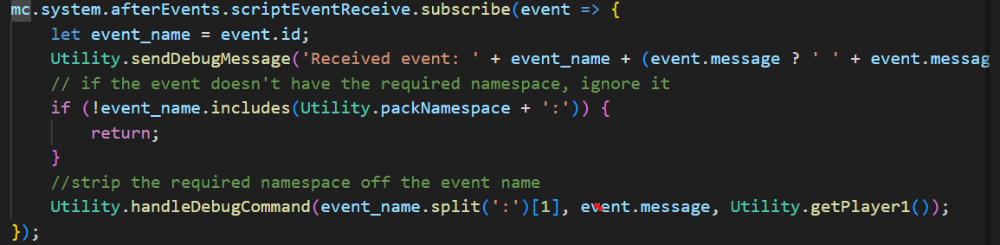 mc.system.afterEvents.scriptEventReceive.subscribe(event => {
let event_name = event.id;
Utility.sendDebugMessage('Received event: ' + event_name + (event.message ? ' ' + event.messag
// if the event doesn't have the required namespace, ignore it
if (!event_name.includes(Utility.packNamespace + ':')) {
return;
}
//strip the required namespace off the event name
Utility.handleDebugCommand(event_name.split(':')[1], event.message, Utility.getPlayer1());
});